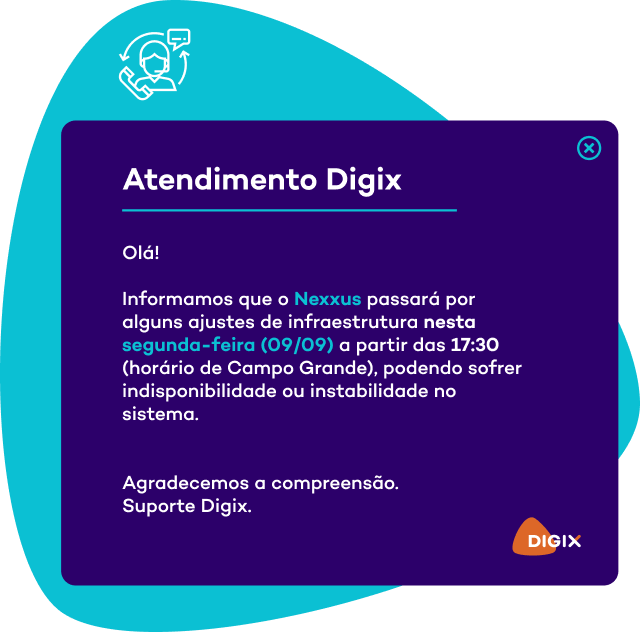 Atendimento Digix
Olá!
Informamos que o Nexxus passará por
alguns ajustes de infraestrutura nesta
segunda-feira (09/09) a partir das 17:30
(horário de Campo Grande), podendo sofrer
indisponibilidade ou instabilidade no
sistema.
Agradecemos a compreensão.
Suporte Digix.
DIGIX